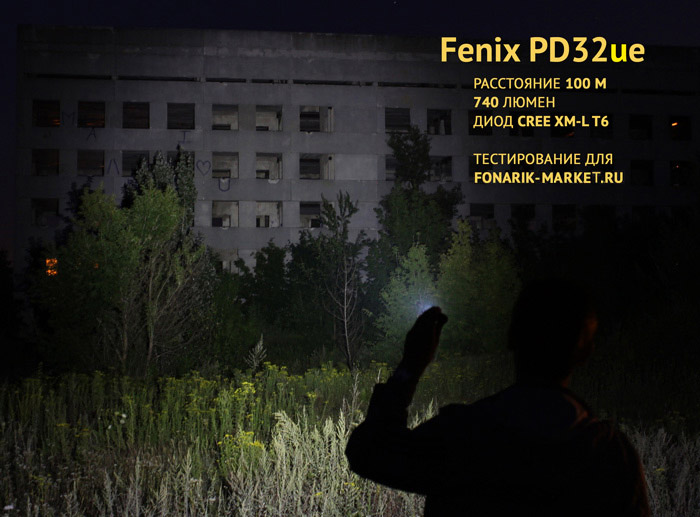 Fenix PD32ue
РАССТОЯНИЕ 100 М
740 ЛЮМЕН
ДИОД CREE XM-L T6
ТЕСТИРОВАНИЕ ДЛЯ
FONARIK-MARKET.RU